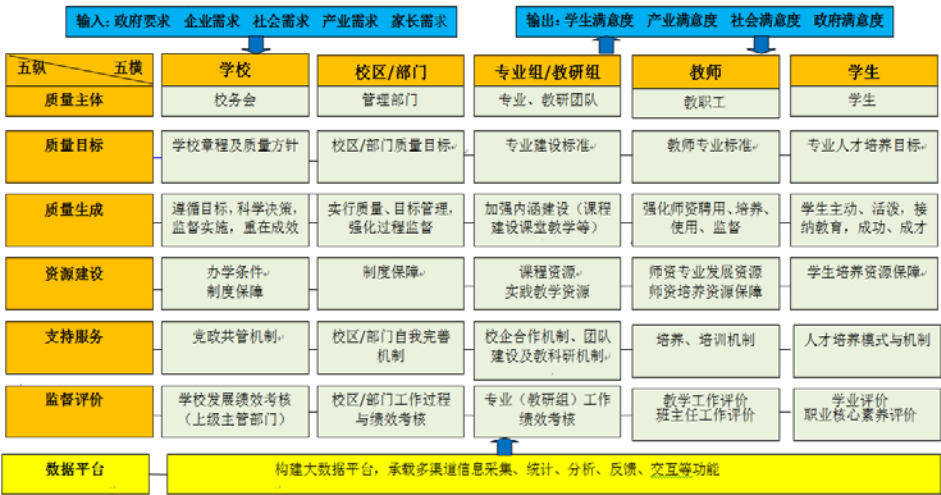 输入：政府要求 企业需求 社会需求 产业需求 家长需求
输出：学生满意度 产业满意度 社会满意度 政府满意度
五纵 五横 学校 校区/部门 专业组/教研组 教师 学生
质量主体 校务会 管理部门 专业、教研团队 教职工 学生
质量目标 学校章程及质量方针 校区/部门质量目标 专业建设标准 教师专业标准 专业人才培养目标
质量生成
遵循目标，科学决策，
监督实施，重在成效
实行质量、目标管理，
强化过程监督
加强内涵建设（课程
建设课堂教学等）
强化师资聘用、培养、
使用、监督
学生主动、活泼，接
纳教育，成功、成才
资源建设
办学条件
制度保障
制度保障
课程资源
实践教学资源
师资专业发展资源
师资培养资源保障
学生培养资源保障
支持服务
党政共管机制
校区/部门自我完善
机制
校企合作机制、团队
建设及教科研机制
培养、培训机制
人才培养模式与机制
监督评价
学校发展绩效考核
（上级主管部门）
校区/部门工作过程
与绩效考核
专业（教研组）工作
绩效考核
教学工作评价
班主任工作评价
学业评价
职业核心素养评价
数据平台
构建大数据平台，承载多渠道信息采集、统计、分析、反馈、交互等功能